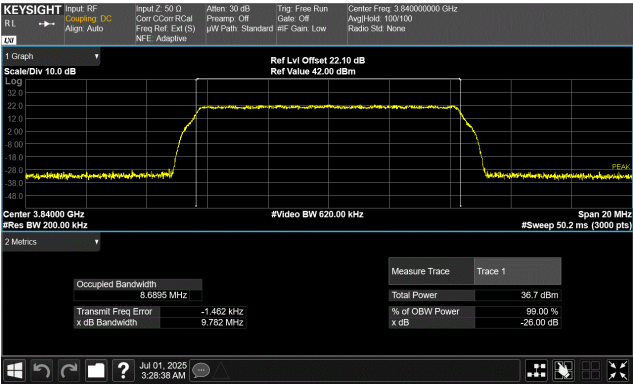 KEYSIGHT Input: RF Input Z: 50 Ω Atten: 30 dB Trig: Free Run Center Freq: 3.840000000 GHz
RL Coupling: DC Corr CCorr RCal Preamp: Off Gate: Off Avg|Hold: 100/100
Align: Auto Freq Ref: Ext (S) µW Path: Standard #IF Gain: Low Radio Std: None
LXI NFE: Adaptive
1 Graph
Ref Lvl Offset 22.10 dB
Scale/Div 10.0 dB Ref Value 42.00 dBm
Log
32.0
22.0
12.0
2.00
-8.00
-18.0
PEAK
-28.0
-38.0
-48.0
Center 3.84000 GHz #Video BW 620.00 kHz Span 20 MHz
#Res BW 200.00 kHz #Sweep 50.2 ms (3000 pts)
2 Metrics
Measure Trace Trace 1
Occupied Bandwidth
8.6895 MHz Total Power 36.7 dBm
Transmit Freq Error -1.462 kHz % of OBW Power 99.00 %
x dB Bandwidth 9.782 MHz x dB -26.00 dB
? Jul 01, 2025
3:28:38 AM